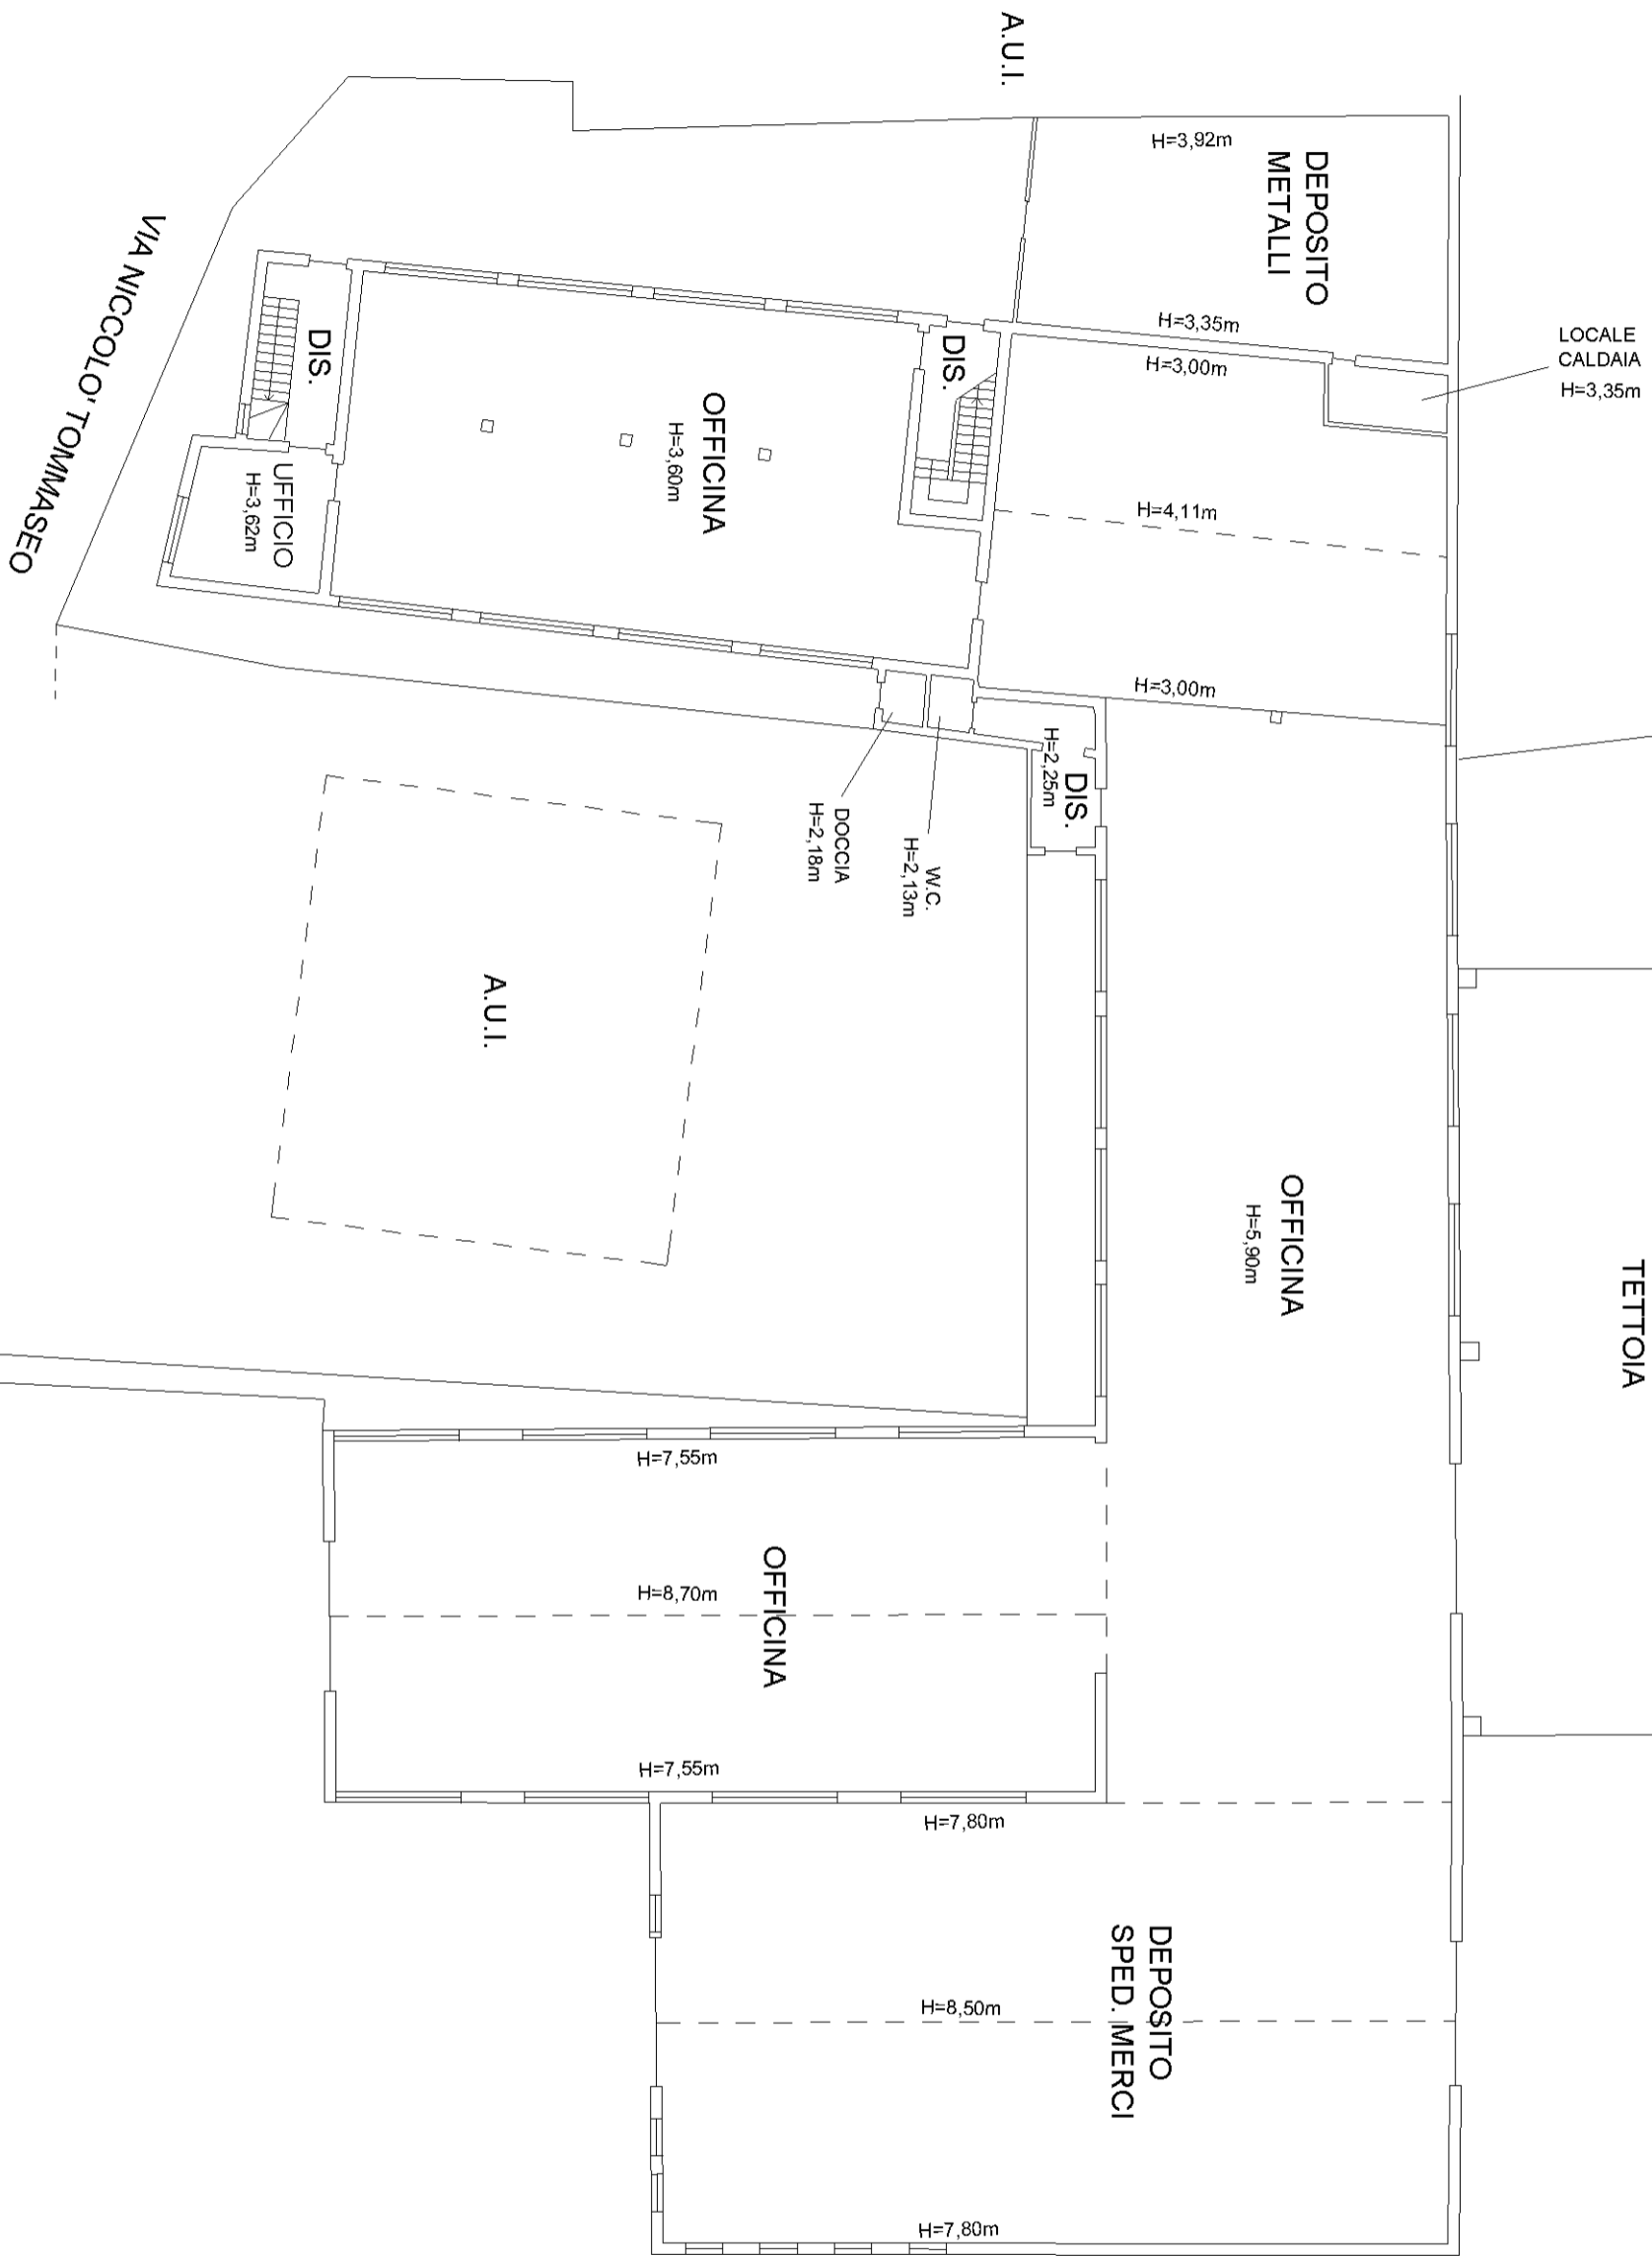 A.U.I.
H=3,92m
DEPOSITO
METALLI
H=3,35m
LOCALE
CALDAIA
H=3,35m
H=3,00m
VIA NICCOLO' TOMMASEO
DIS.
DIS.
OFFICINA
H=3,60m
UFFICIO
H=3,62m
H=4,11m
H=3,00m
DIS.
H=2,25m
DOCCIA
H=2,18m
W.C.
H=2,13m
A.U.I.
OFFICINA
H=5,90m
TETTOIA
H=7,55m
OFFICINA
H=8,70m
H=7,55m
H=7,80m
DEPOSITO
SPED. MERCI
H=8,50m
H=7,80m